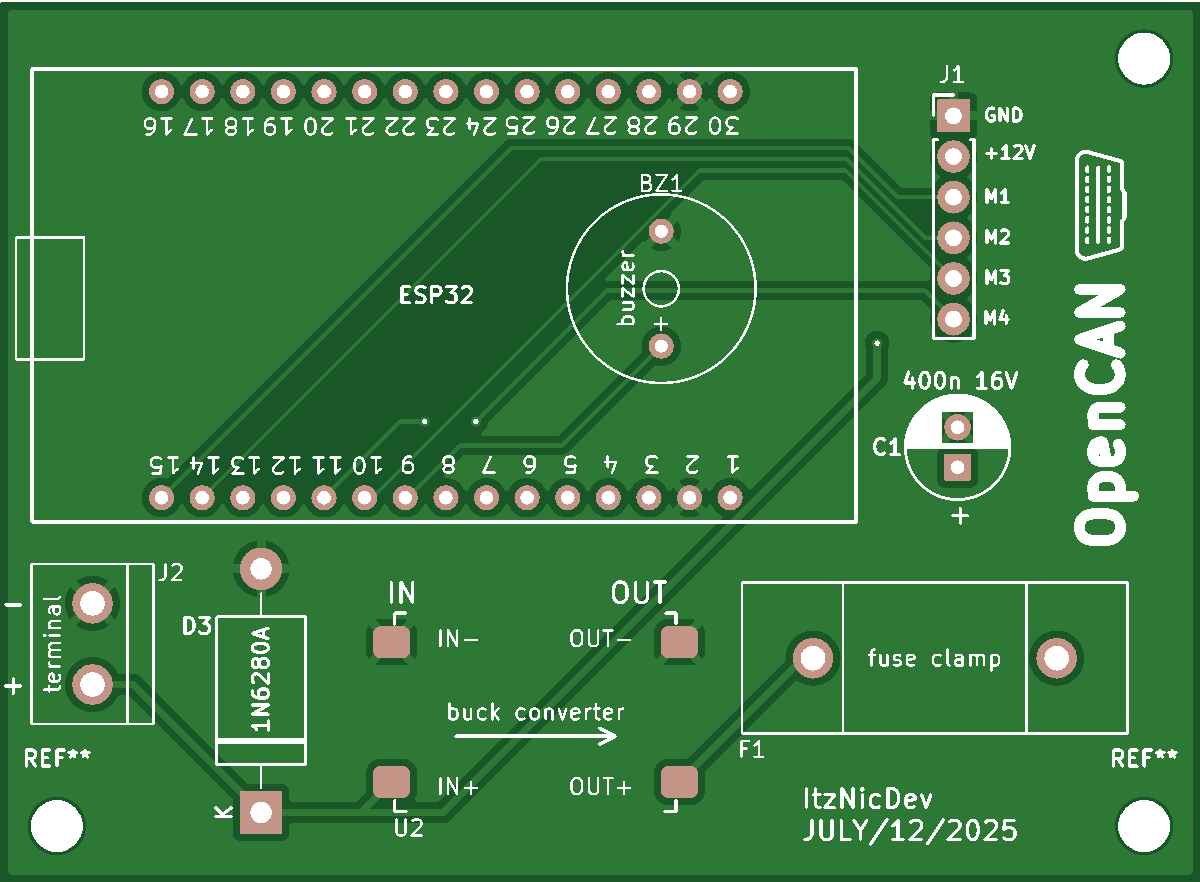 J1
16 17 18 19 20 21 22 23 24 25 26 27 28 29 30
GND
+12V
M1
M2
M3
M4
BZ1
buzzer
+
ESP32
OpenCAN
400n 16V
C1
+
15 14 13 12 11 10 9 8 7 6 5 4 3 2 1
J2
-
+
terminal
D3
1N6280A
K
IN
OUT
IN-
OUT-
buck converter
IN+
OUT+
U2
fuse clamp
F1
REF**
REF**
ItzNicDev
JULY/12/2025